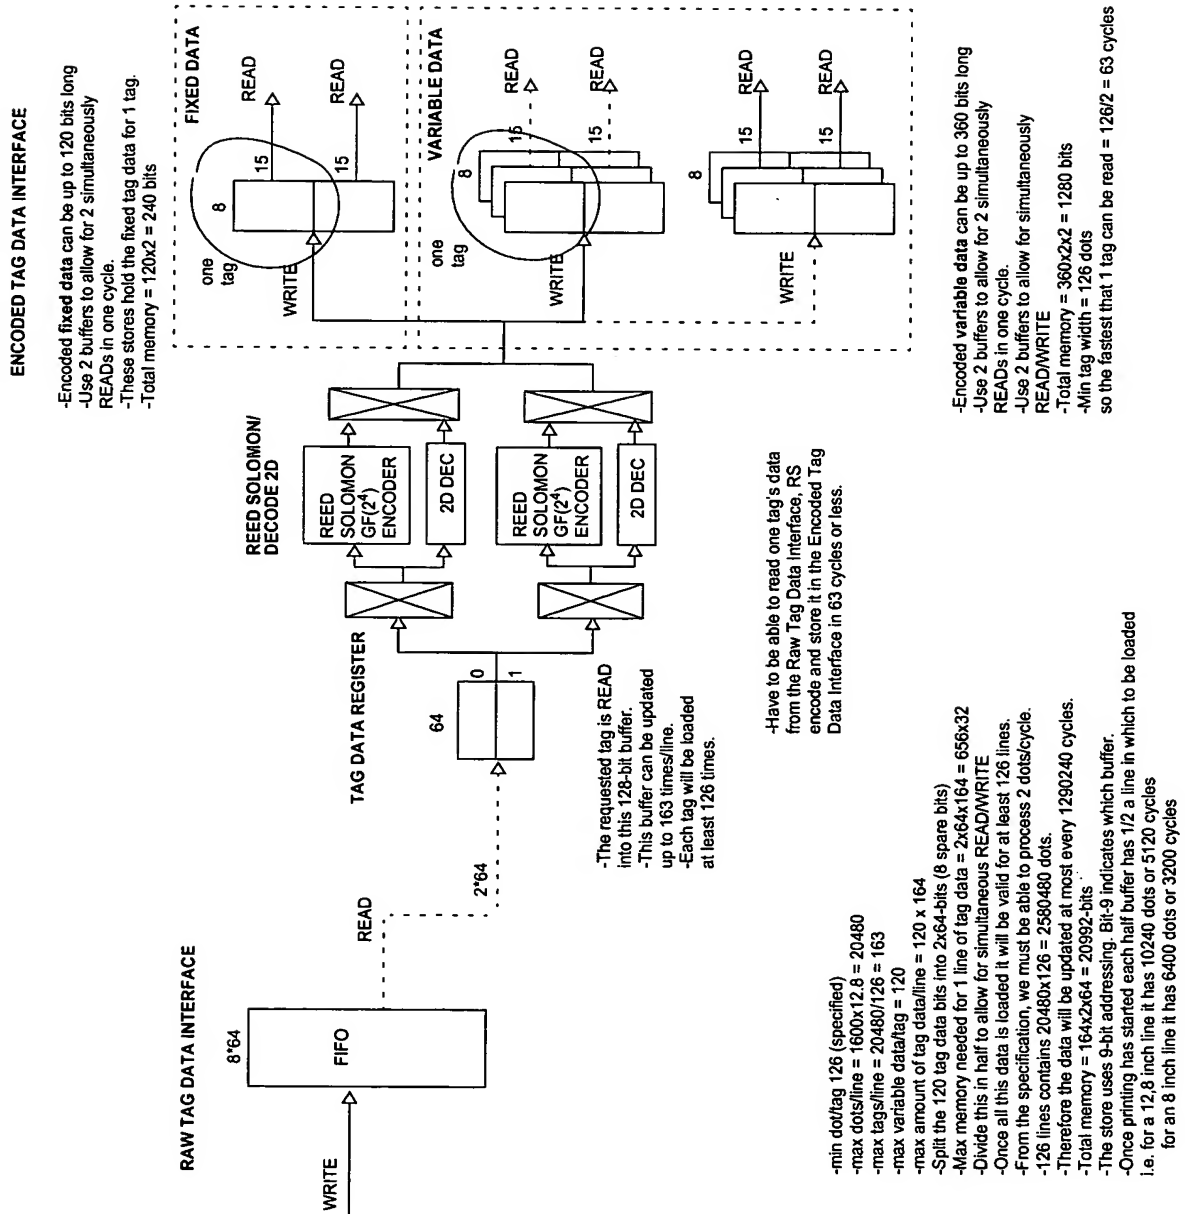 RAW TAG DATA INTERFACE
8*64
FIFO
WRITE
READ
2*64
-min dot/tag 126 (specified)
-max dots/line = 1600x12.8 = 20480
-max tags/line = 20480/126 = 163
-max variable data/tag = 120
-max amount of tag data/line = 120 x 164
-Split the 120 tag data bits into 2x64-bits (8 spare bits)
-Max memory needed for 1 line of tag data = 2x64x164 = 656x32
-Divide this in half to allow for simultaneous READ/WRITE
-Once all this data is loaded it will be valid for at least 126 lines.
-From the specification, we must be able to process 2 dots/cycle.
-126 lines contains 20480x126 = 2580480 dots.
-Therefore the data will be updated at most every 1290240 cycles.
-Total memory = 164x2x64 = 20992-bits
-The store uses 9-bit addressing. Bit-9 indicates which buffer.
-Once printing has started each half buffer has 1/2 a line in which to be loaded
i.e. for a 12,8 inch line it has 10240 dots or 5120 cycles
for an 8 inch line it has 6400 dots or 3200 cycles
TAG DATA REGISTER
64
0
1
-The requested tag is READ
into this 128-bit buffer.
-This buffer can be updated
up to 163 times/line.
-Each tag will be loaded
at least 126 times.
REED SOLOMON/
DECODE 2D
REED
SOLOMON
GF(2⁴)
ENCODER
2D DEC
REED
SOLOMON
GF(2⁴)
ENCODER
2D DEC
-Have to be able to read one tag's data
from the Raw Tag Data Interface, RS
encode and store it in the Encoded Tag
Data Interface in 63 cycles or less.
ENCODED TAG DATA INTERFACE
-Encoded fixed data can be up to 120 bits long
-Use 2 buffers to allow for 2 simultaneously
READs in one cycle.
-These stores hold the fixed tag data for 1 tag.
-Total memory = 120x2 = 240 bits
FIXED DATA
one
tag
8
15
READ
15
READ
WRITE
VARIABLE DATA
one
tag
8
15
READ
15
READ
WRITE
8
15
READ
15
READ
WRITE
-Encoded variable data can be up to 360 bits long
-Use 2 buffers to allow for 2 simultaneously
READs in one cycle.
-Use 2 buffers to allow for simultaneously
READ/WRITE
-Total memory = 360x2x2 = 1280 bits
-Min tag width = 126 dots
so the fastest that 1 tag can be read = 126/2 = 63 cycles